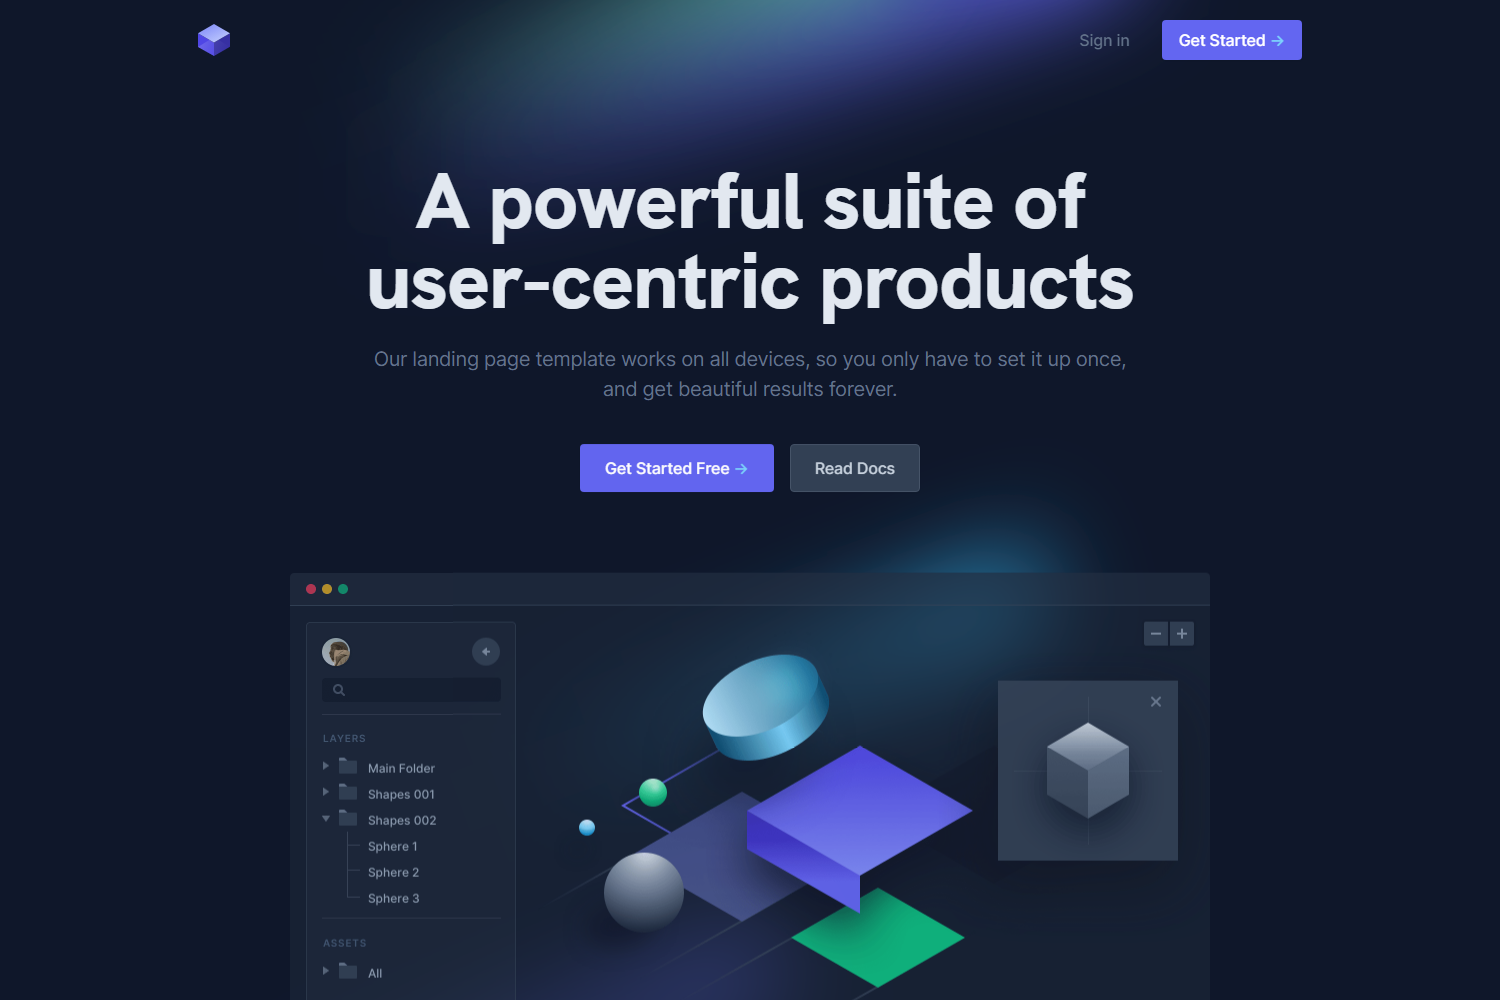 Sign in
Get Started →
A powerful suite of
user-centric products
Our landing page template works on all devices, so you only have to set it up once,
and get beautiful results forever.
Get Started Free →
Read Docs
LAYERS
Main Folder
Shapes 001
Shapes 002
Sphere 1
Sphere 2
Sphere 3
ASSETS
All